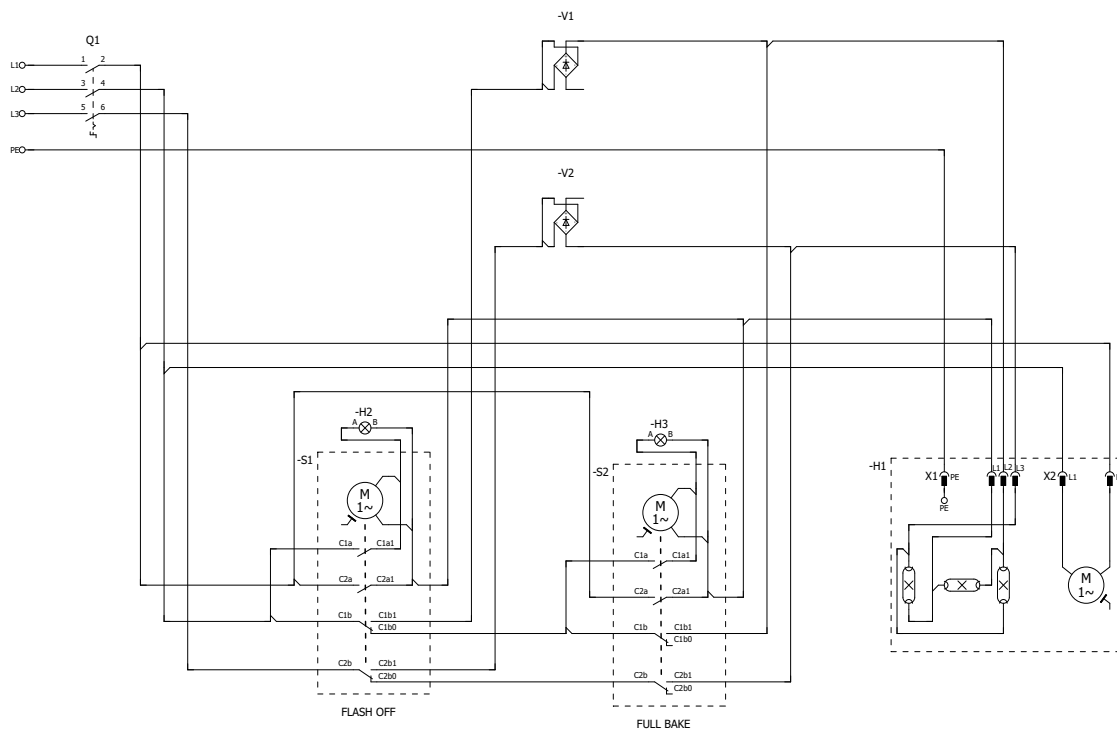 -V1
Q1
1 2
L1
3 4
L2
5 6
L3
PE
-V2
-H2
A B
-H3
A B
-S1
-S2
-H1
X1 PE
L1 L2 L3
X2 L1
PE
M
1~
M
1~
M
1~
C1a C1a1
C2a C2a1
C1b C1b1
C1b0
C2b C2b1
C2b0
C1a C1a1
C2a C2a1
C1b C1b1
C1b0
C2b C2b1
C2b0
FLASH OFF
FULL BAKE